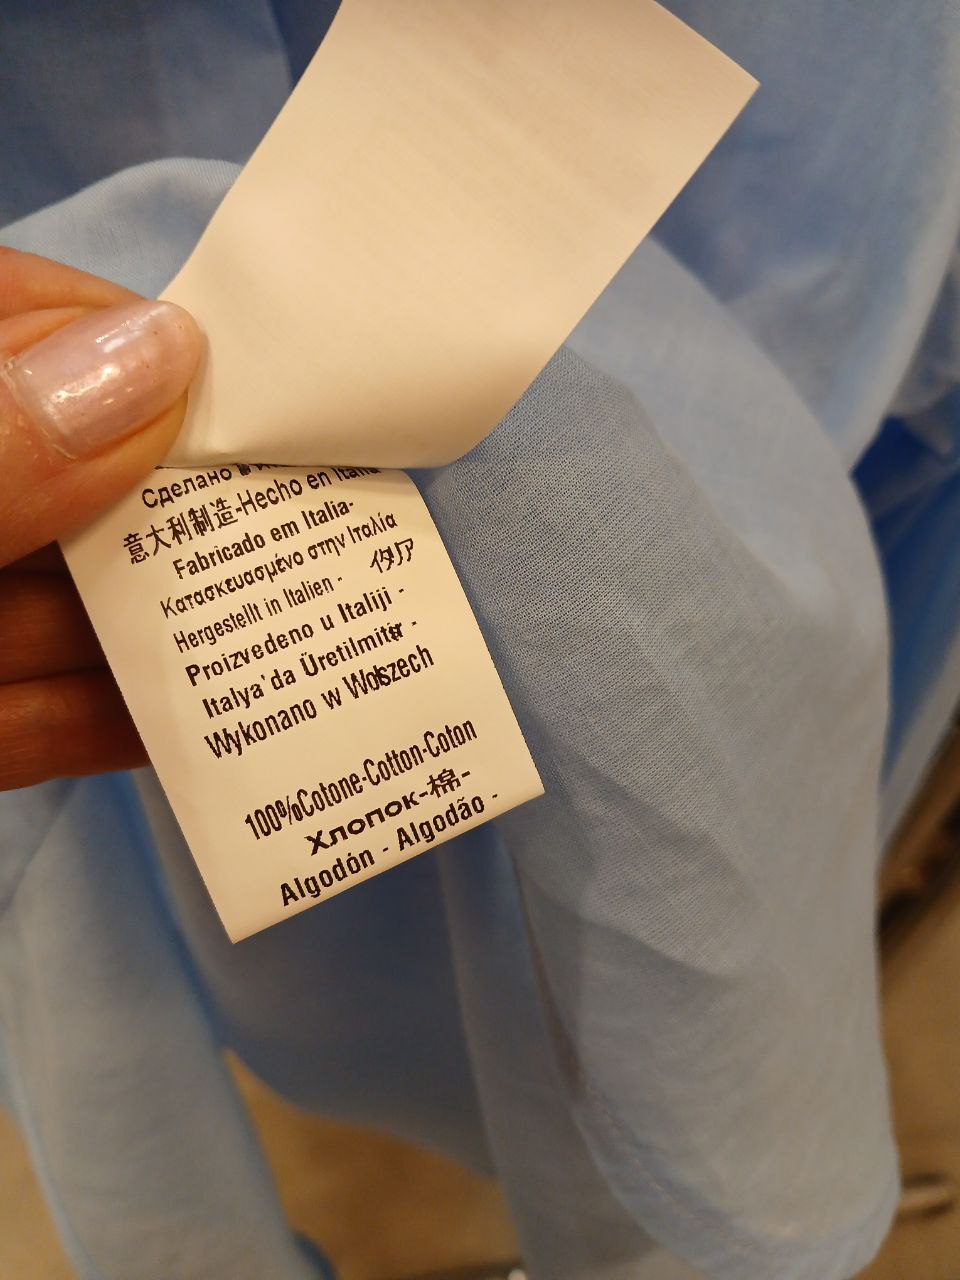 Сделано в
意大利制造-Hecho en Italia
Fabricado em Italia-
Κατασκευασμένο στην Ιταλία
Hergestellt in Italien - イタリア
Proizvedeno u Italiji -
Italya'da Üretilmiştir -
Wykonano w Wołszech
100%Cotone-Cotton-Coton
Хлопок-棉-
Algodón - Algodão -